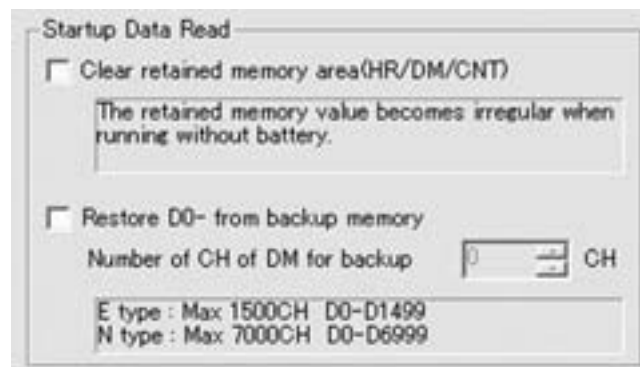 Startup Data Read
Clear retained memory area(HR/DM/CNT)
The retained memory value becomes irregular when
running without battery.
Restore D0- from backup memory
Number of CH of DM for backup 0 CH
E type : Max 1500CH D0-D1499
N type : Max 7000CH D0-D6999